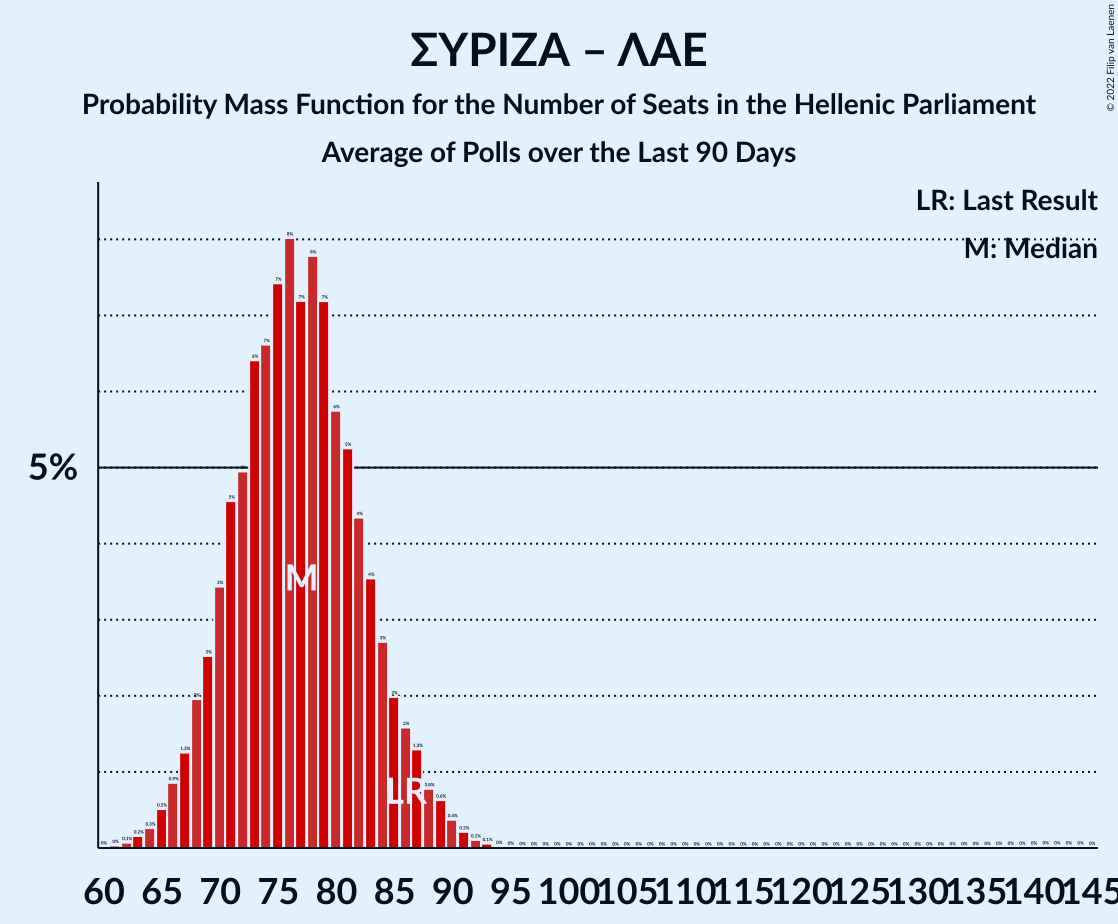 ΣΥΡΙΖΑ – ΛΑΕ
Probability Mass Function for the Number of Seats in the Hellenic Parliament
Average of Polls over the Last 90 Days
© 2022 Filip van Laenen
LR: Last Result
M: Median
5%
M
LR
60 65 70 75 80 85 90 95 100 105 110 115 120 125 130 135 140 145